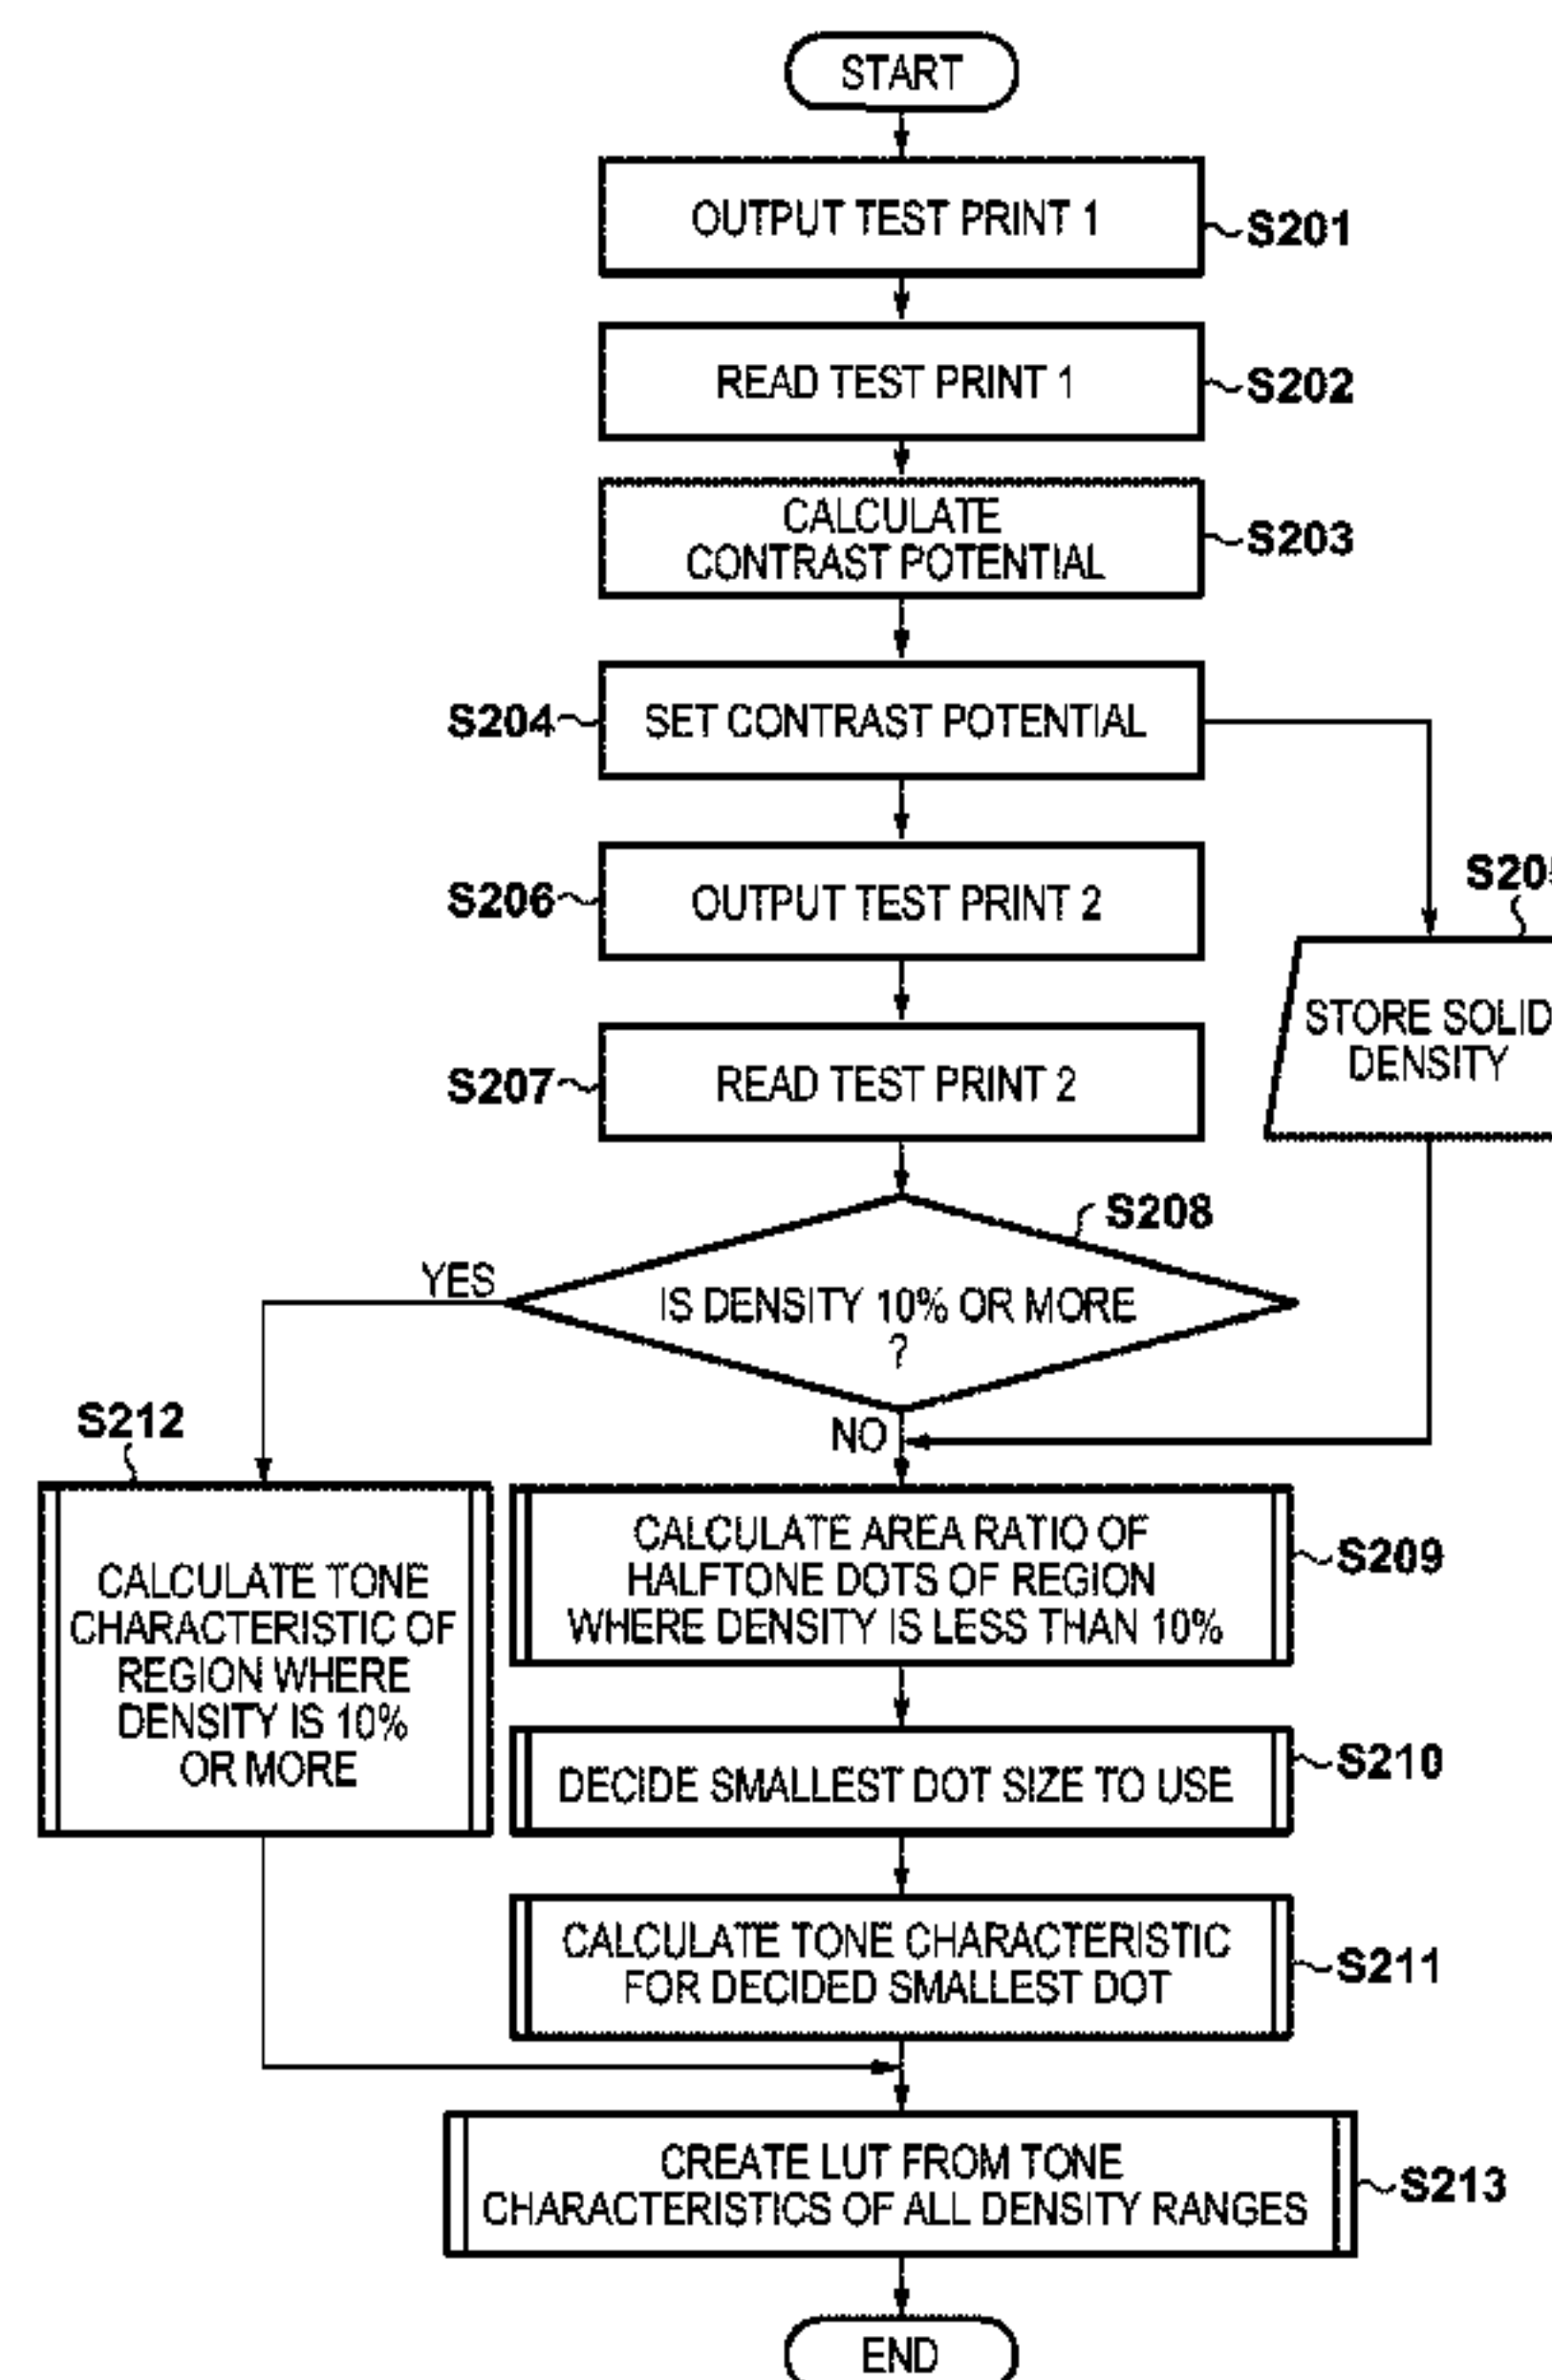 START
OUTPUT TEST PRINT 1
S201
READ TEST PRINT 1
S202
CALCULATE
CONTRAST POTENTIAL
S203
S204
SET CONTRAST POTENTIAL
S206
OUTPUT TEST PRINT 2
STORE SOLID
DENSITY
S207
READ TEST PRINT 2
S208
YES
IS DENSITY 10% OR MORE
?
NO
S212
CALCULATE TONE
CHARACTERISTIC OF
REGION WHERE
DENSITY IS 10%
OR MORE
CALCULATE AREA RATIO OF
HALFTONE DOTS OF REGION
WHERE DENSITY IS LESS THAN 10%
S209
DECIDE SMALLEST DOT SIZE TO USE
S210
CALCULATE TONE CHARACTERISTIC
FOR DECIDED SMALLEST DOT
S211
CREATE LUT FROM TONE
CHARACTERISTICS OF ALL DENSITY RANGES
S213
END